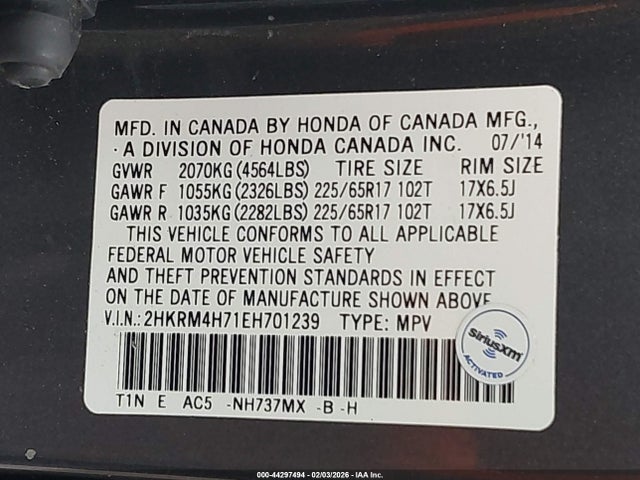 MFD. IN CANADA BY HONDA OF CANADA MFG.,
A DIVISION OF HONDA CANADA INC. 07/'14
GVWR 2070KG (4564LBS) TIRE SIZE RIM SIZE
GAWR F 1055KG (2326LBS) 225/65R17 102T 17X6.5J
GAWR R 1035KG (2282LBS) 225/65R17 102T 17X6.5J
THIS VEHICLE CONFORMS TO ALL APPLICABLE
FEDERAL MOTOR VEHICLE SAFETY
AND THEFT PREVENTION STANDARDS IN EFFECT
ON THE DATE OF MANUFACTURE SHOWN ABOVE
V.I.N.: 2HKRM4H71EH701239 TYPE: MPV
SiriusXM
ACTIVATED
T1N E AC5 -NH737MX -B -H
000-44297494 - 02/03/2026 - IAA Inc.